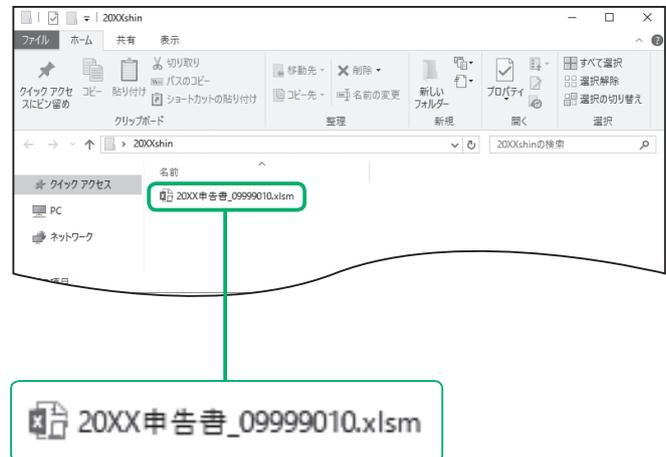 20XXshin
ファイル ホーム 共有 表示
クイック アクセスにピン留め
コピー
貼り付け
切り取り
パスのコピー
ショートカットの貼り付け
クリップボード
移動先
コピー先
削除
名前の変更
整理
新しいフォルダー
新規
プロパティ
開く
すべて選択
選択解除
選択の切り替え
選択
20XXshin
20XXshinの検索
名前
クイック アクセス
20XX申告書_09999010.xlsm
PC
ネットワーク
20XX申告書_09999010.xlsm